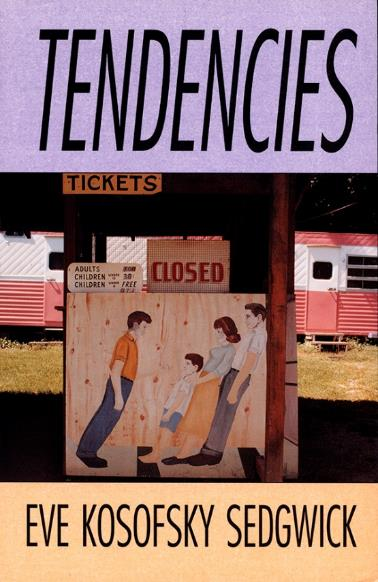 TENDENCIES
TICKETS
CLOSED
ADULTS
CHILDREN
CHILDREN FREE
EVE KOSOFSKY SEDGWICK